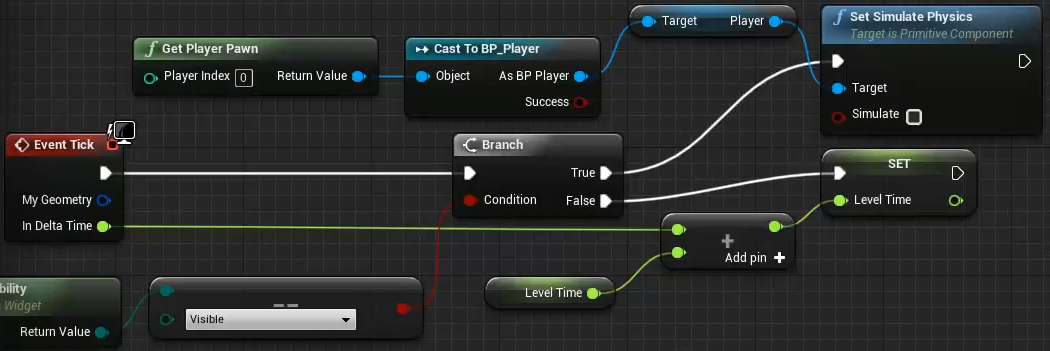 Target Player
Set Simulate Physics
Target is Primitive Component
Get Player Pawn
Player Index 0 Return Value
Cast To BP_Player
Object As BP Player
Success
Target
Simulate
Event Tick
My Geometry
In Delta Time
Branch
True
Condition False
SET
Level Time
+
Add pin +
Level Time
bility
Widget
Return Value
==
Visible